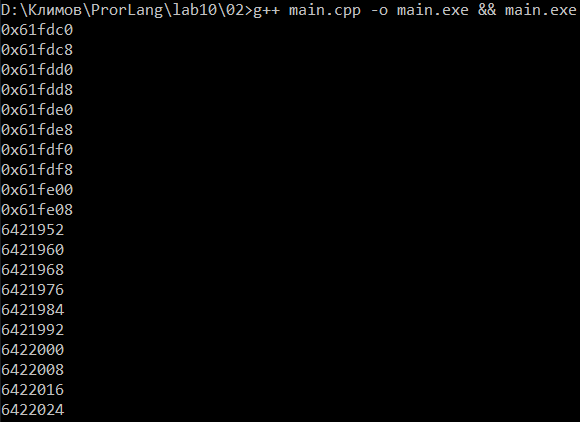 D:\Климов\ProrLang\lab10\02>g++ main.cpp -o main.exe && main.exe
0x61fdc0
0x61fdc8
0x61fdd0
0x61fdd8
0x61fde0
0x61fde8
0x61fdf0
0x61fdf8
0x61fe00
0x61fe08
6421952
6421960
6421968
6421976
6421984
6421992
6422000
6422008
6422016
6422024